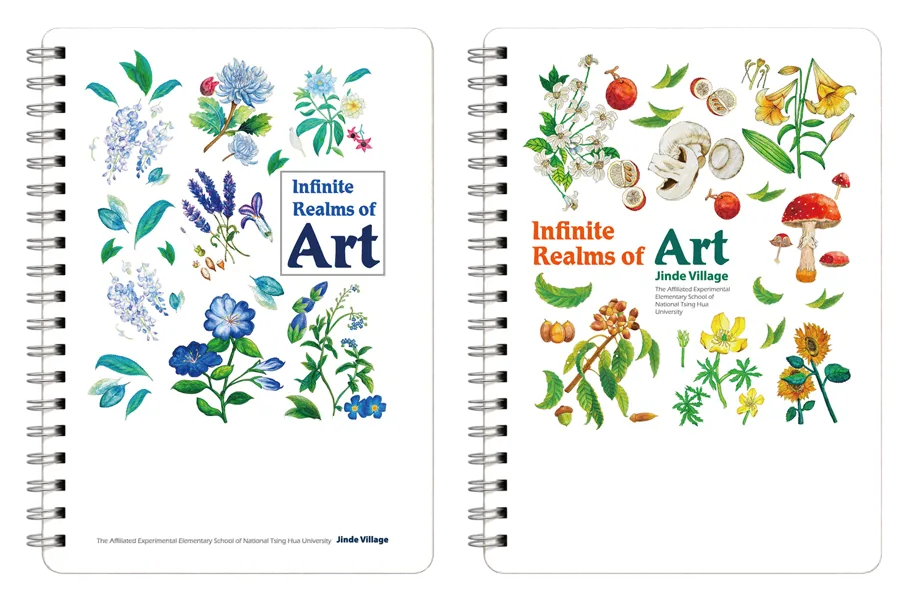 Infinite
Realms of
Art
The Affiliated Experimental Elementary School of National Tsing Hua University Jinde Village
Infinite
Realms of Art
Jinde Village
The Affiliated Experimental
Elementary School of
National Tsing Hua
University